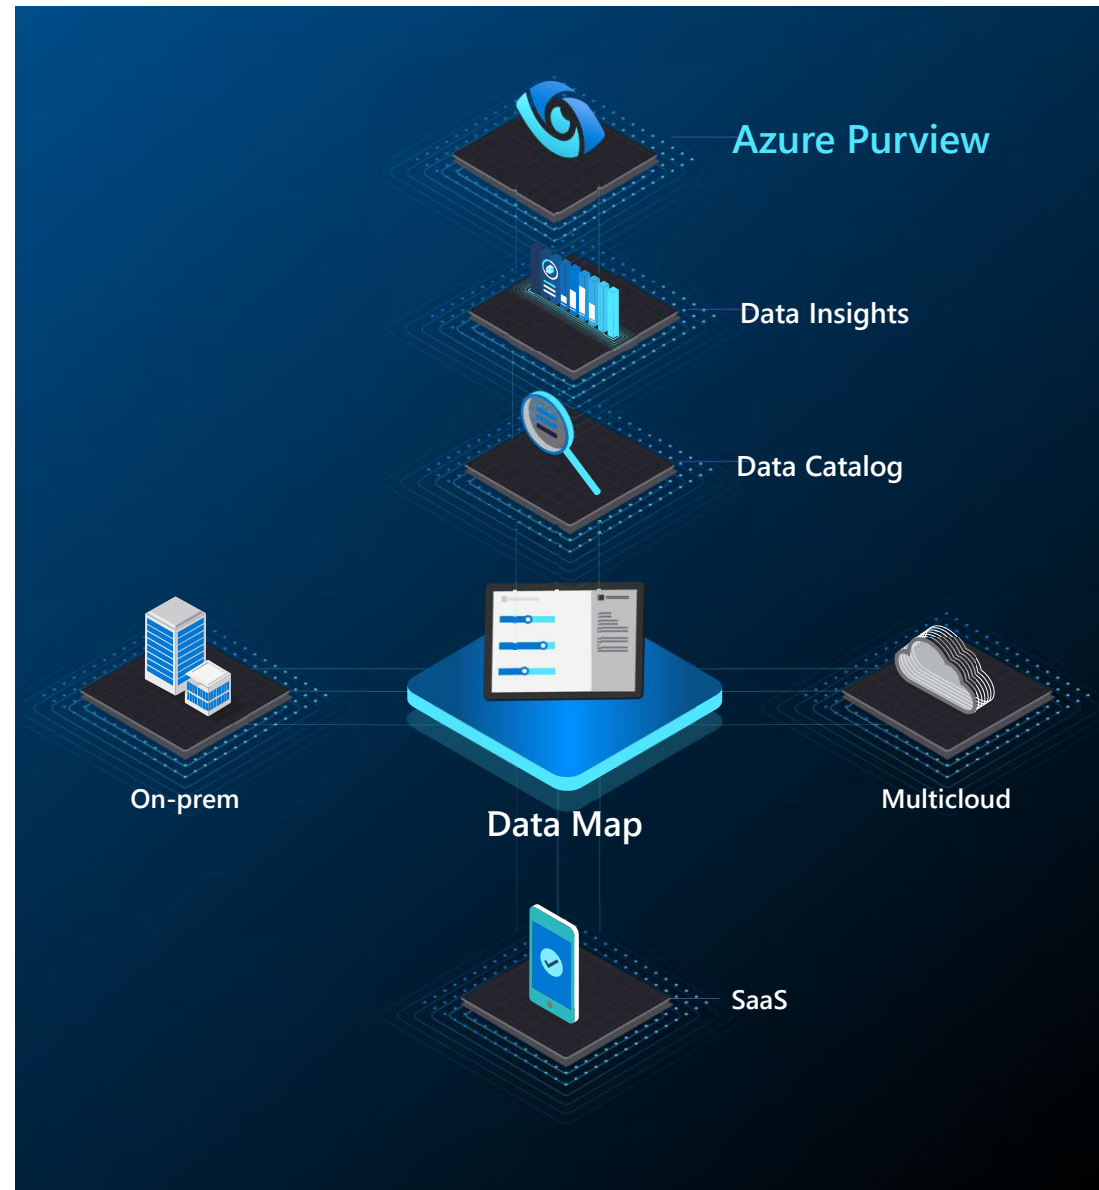 Azure Purview
Data Insights
Data Catalog
On-prem
Multicloud
Data Map
SaaS